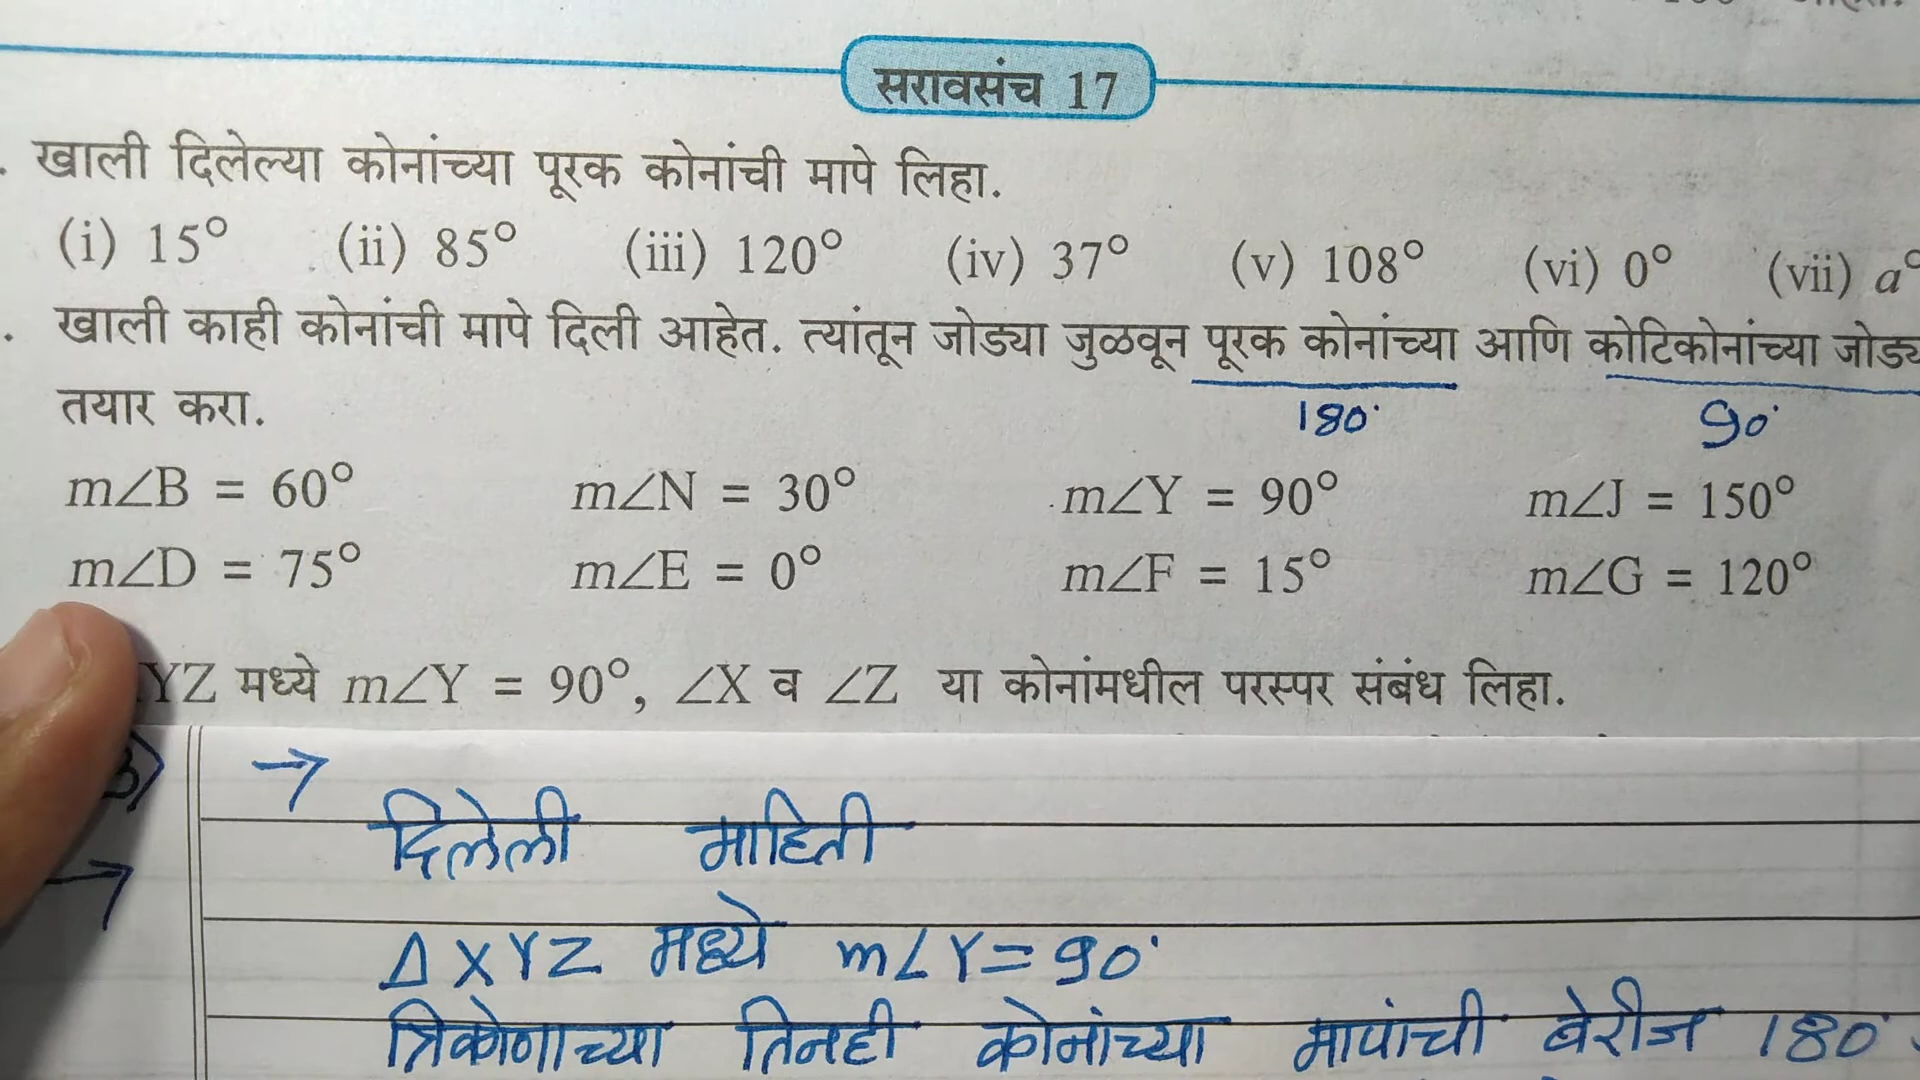 सरावसंच 17
. खाली दिलेल्या कोनांच्या पूरक कोनांची मापे लिहा.
(i) 15° (ii) 85° (iii) 120° (iv) 37° (v) 108° (vi) 0° (vii) a°
. खाली काही कोनांची मापे दिली आहेत. त्यांतून जोड्या जुळवून पूरक कोनांच्या आणि कोटिकोनांच्या
तयार करा.
180° 90°
m∠B = 60° m∠N = 30° m∠Y = 90° m∠J = 150°
m∠D = 75° m∠E = 0° m∠F = 15° m∠G = 120°
YZ मध्ये m∠Y = 90°, ∠X व ∠Z या कोनांमधील परस्पर संबंध लिहा.
→
दिलेली माहिती
→
Δ XYZ मध्ये m∠Y = 90°
त्रिकोणाच्या तिनही कोनांच्या मापांची बेरीज 180°